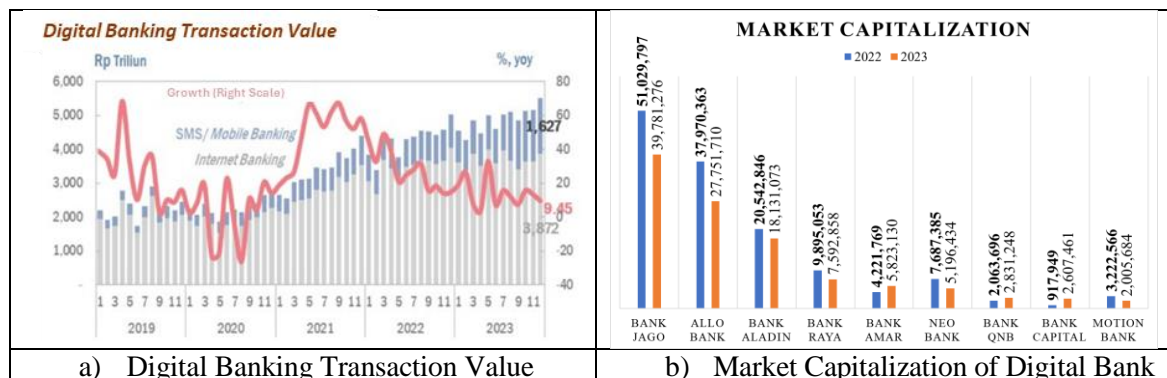 Digital Banking Transaction Value
Rp Triliun
%, yoy
6,000
5,000
4,000
3,000
2,000
1,000
-
80
60
40
20
0
-20
-40
Growth (Right Scale)
SMS/ Mobile Banking
Internet Banking
1,627
9.45
3,872
1 3 5 7 9 11 1 3 5 7 9 11 1 3 5 7 9 11 1 3 5 7 9 11 1 3 5 7 9 11
2019 2020 2021 2022 2023
a) Digital Banking Transaction Value
MARKET CAPITALIZATION
2022 2023
51,029,797
39,781,276
37,970,363
27,751,710
20,542,846
18,131,073
9,895,053
7,592,858
4,221,769
5,823,130
7,687,385
5,196,434
2,063,696
2,831,248
917,949
2,607,461
3,222,566
2,005,684
BANK JAGO
ALLO BANK
BANK ALADIN
BANK RAYA
BANK AMAR
NEO BANK
BANK QNB
BANK CAPITAL
MOTION BANK
b) Market Capitalization of Digital Bank